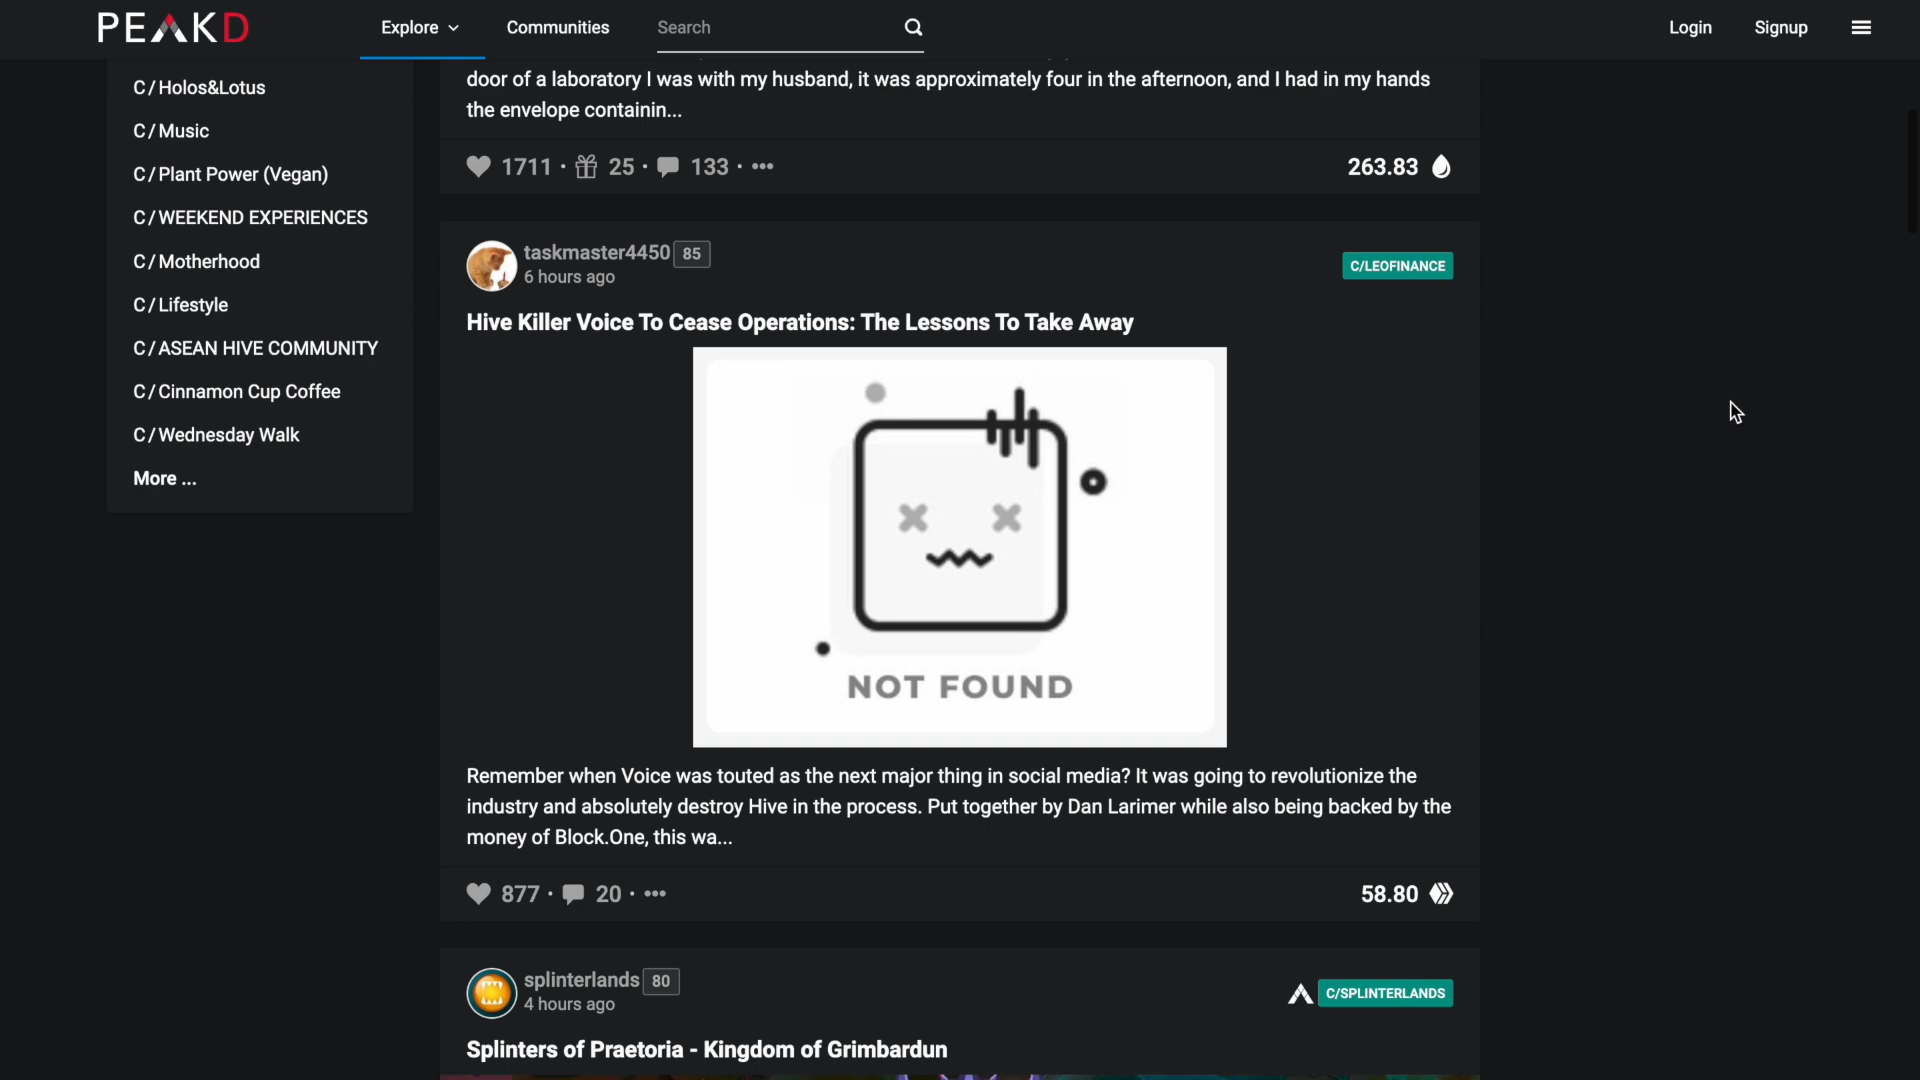 PEAKD
Explore
Communities
Search
Login
Signup
C/Holos&Lotus
C/Music
C/Plant Power (Vegan)
C/WEEKEND EXPERIENCES
C/Motherhood
C/Lifestyle
C/ASEAN HIVE COMMUNITY
C/Cinnamon Cup Coffee
C/Wednesday Walk
More ...
door of a laboratory I was with my husband, it was approximately four in the afternoon, and I had in my hands
the envelope containin...
1711 · 25 · 133 · •••
263.83
taskmaster4450 85
6 hours ago
C/LEOFINANCE
Hive Killer Voice To Cease Operations: The Lessons To Take Away
NOT FOUND
Remember when Voice was touted as the next major thing in social media? It was going to revolutionize the
industry and absolutely destroy Hive in the process. Put together by Dan Larimer while also being backed by the
money of Block.One, this wa...
877 · 20 · •••
58.80
splinterlands 80
4 hours ago
C/SPLINTERLANDS
Splinters of Praetoria - Kingdom of Grimbardun